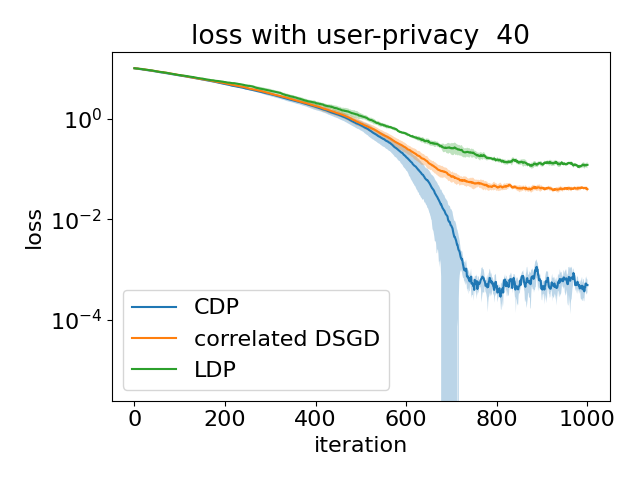 loss with user-privacy  40
10^0
10^-2
10^-4
loss
CDP
correlated DSGD
LDP
0 200 400 600 800 1000
iteration